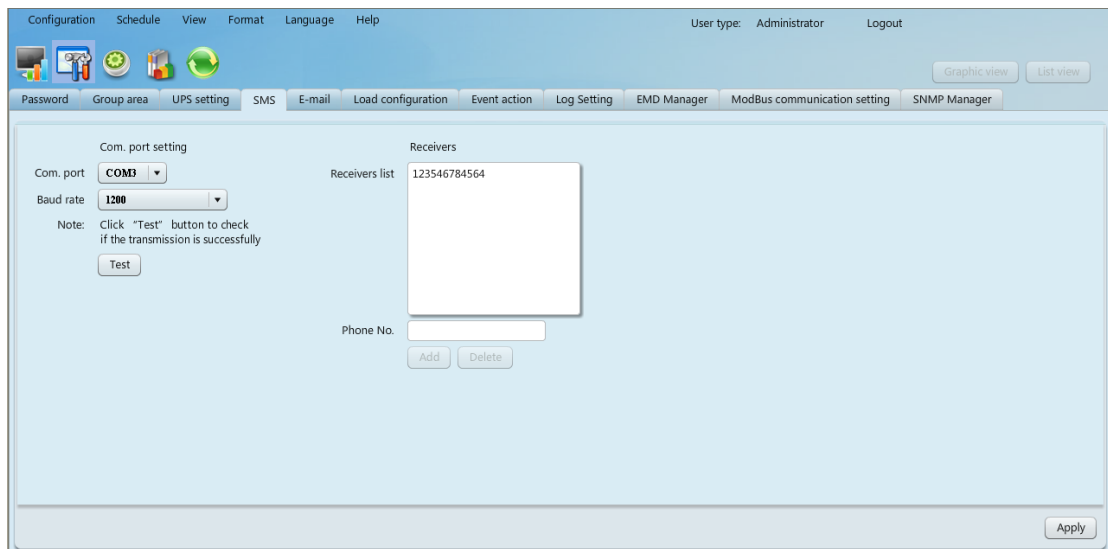 Configuration Schedule View Format Language Help User type: Administrator Logout
Graphic view List view
Password Group area UPS setting SMS E-mail Load configuration Event action Log Setting EMD Manager ModBus communication setting SNMP Manager
Com. port setting Receivers
Com. port COM3 Receivers list 123546784564
Baud rate 1200
Note: Click “Test” button to check
if the transmission is successfully
Test
Phone No.
Add Delete
Apply